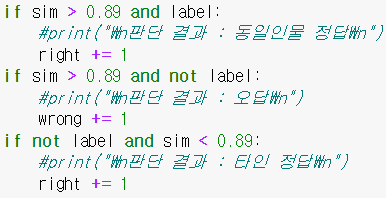 if sim > 0.89 and label:
#print("₩n판단 결과 : 동일인물 정답₩n")
right += 1
if sim > 0.89 and not label:
#print("₩n판단 결과 : 오답₩n")
wrong += 1
if not label and sim < 0.89:
#print("₩n판단 결과 : 타인 정답₩n")
right += 1